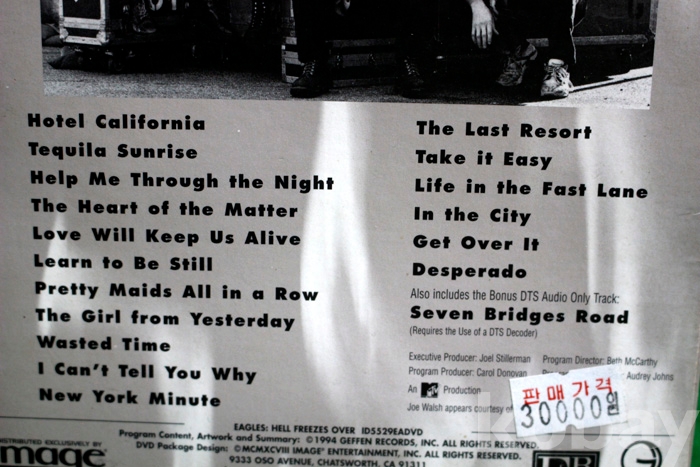 Hotel California
Tequila Sunrise
Help Me Through the Night
The Heart of the Matter
Love Will Keep Us Alive
Learn to Be Still
Pretty Maids All in a Row
The Girl from Yesterday
Wasted Time
I Can't Tell You Why
New York Minute
The Last Resort
Take it Easy
Life in the Fast Lane
In the City
Get Over It
Desperado
Also includes the Bonus DTS Audio Only Track:
Seven Bridges Road
(Requires the Use of a DTS Decoder)
Executive Producer: Joel Stillerman Program Director: Beth McCarthy
Program Producer: Carol Donovan Audrey Johns
An MTV Production
Joe Walsh appears courtesy of
판매가격
30000원
EAGLES: HELL FREEZES OVER ID5529EADVD
Program Content, Artwork and Summary: ©1994 GEFFEN RECORDS, INC. ALL RIGHTS RESERVED.
DVD Package Design: ©MCMXCVIII IMAGE ENTERTAINMENT, INC. ALL RIGHTS RESERVED.
9333 OSO AVENUE, CHATSWORTH, CA 91311
DISTRIBUTED EXCLUSIVELY BY
image
kobay